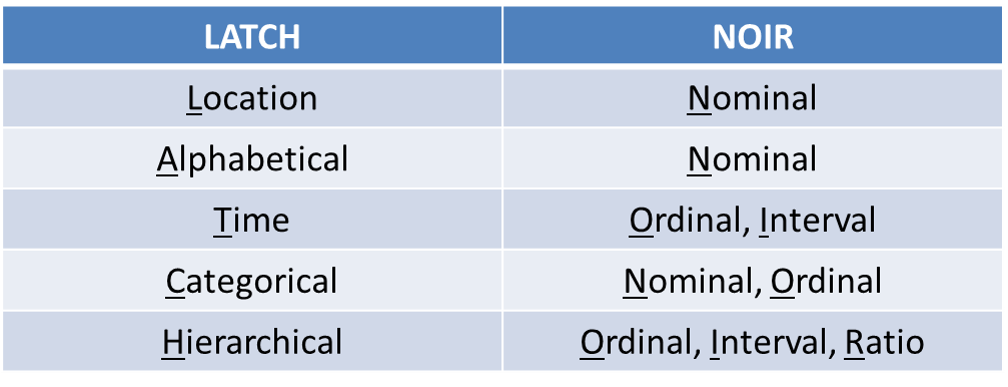 LATCH NOIR
Location Nominal
Alphabetical Nominal
Time Ordinal, Interval
Categorical Nominal, Ordinal
Hierarchical Ordinal, Interval, Ratio